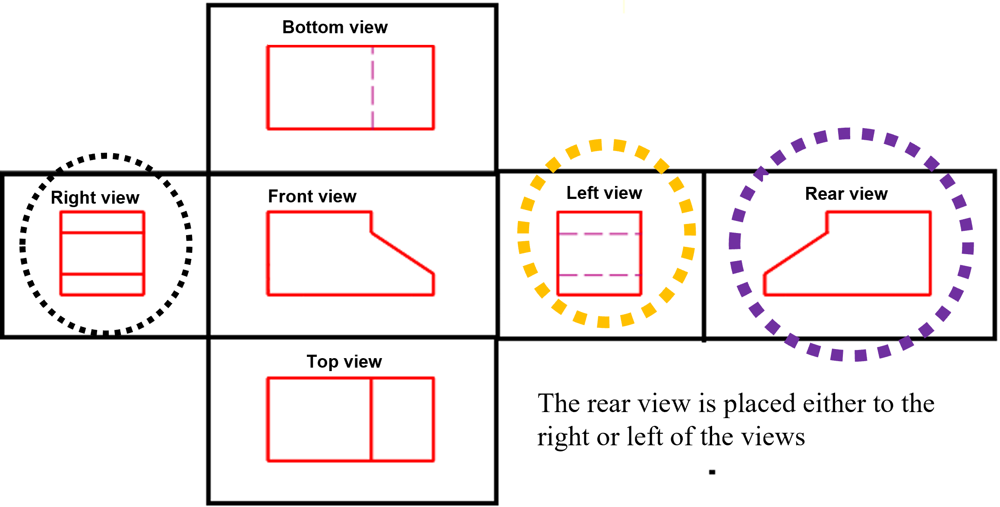 Bottom view
Right view
Front view
Left view
Rear view
Top view
The rear view is placed either to the
right or left of the views